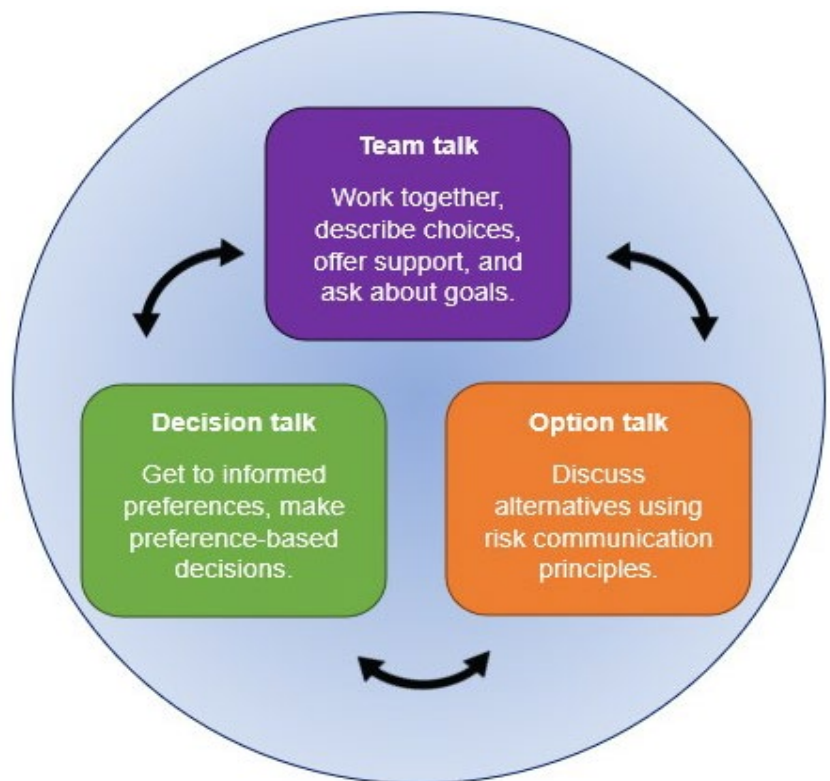 Team talk
Work together,
describe choices,
offer support, and
ask about goals.
Decision talk
Get to informed
preferences, make
preference-based
decisions.
Option talk
Discuss
alternatives using
risk communication
principles.